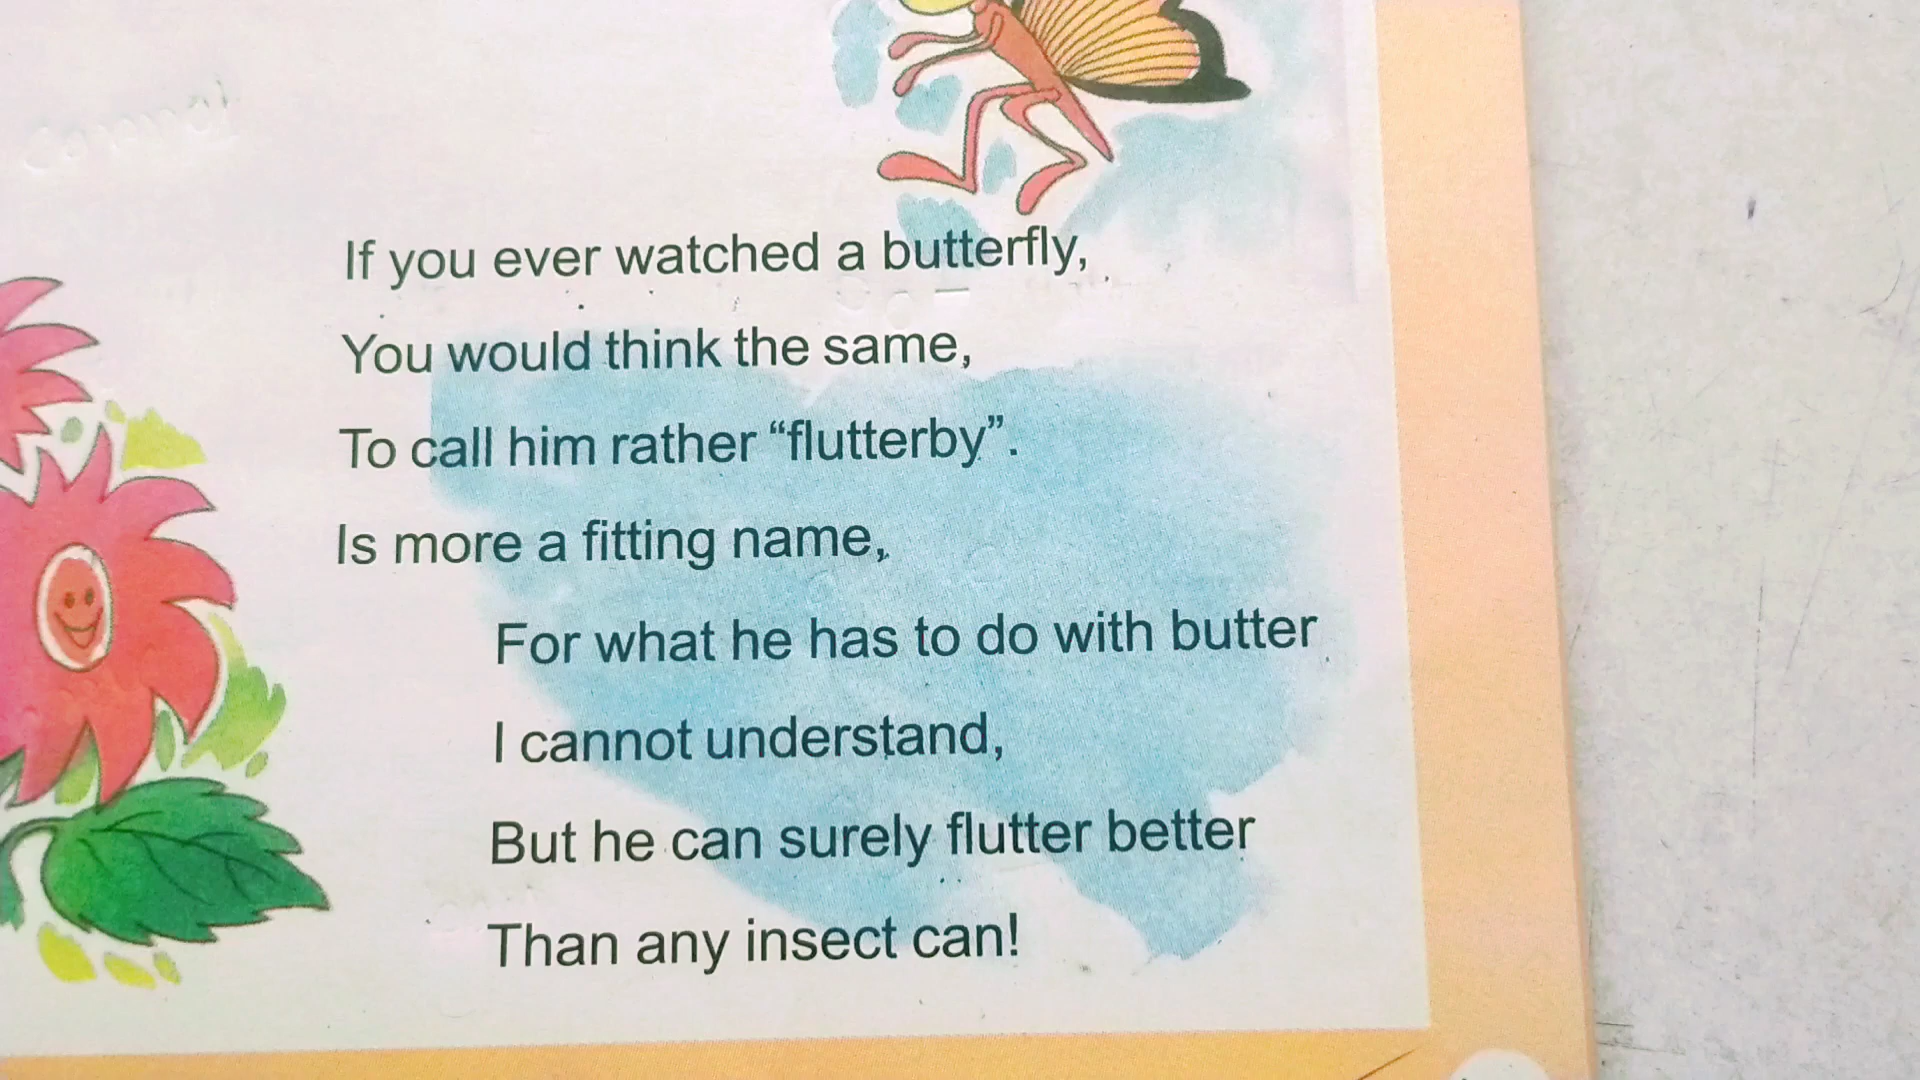 If you ever watched a butterfly,
You would think the same,
To call him rather “flutterby”.
Is more a fitting name,
For what he has to do with butter
I cannot understand,
But he can surely flutter better
Than any insect can!